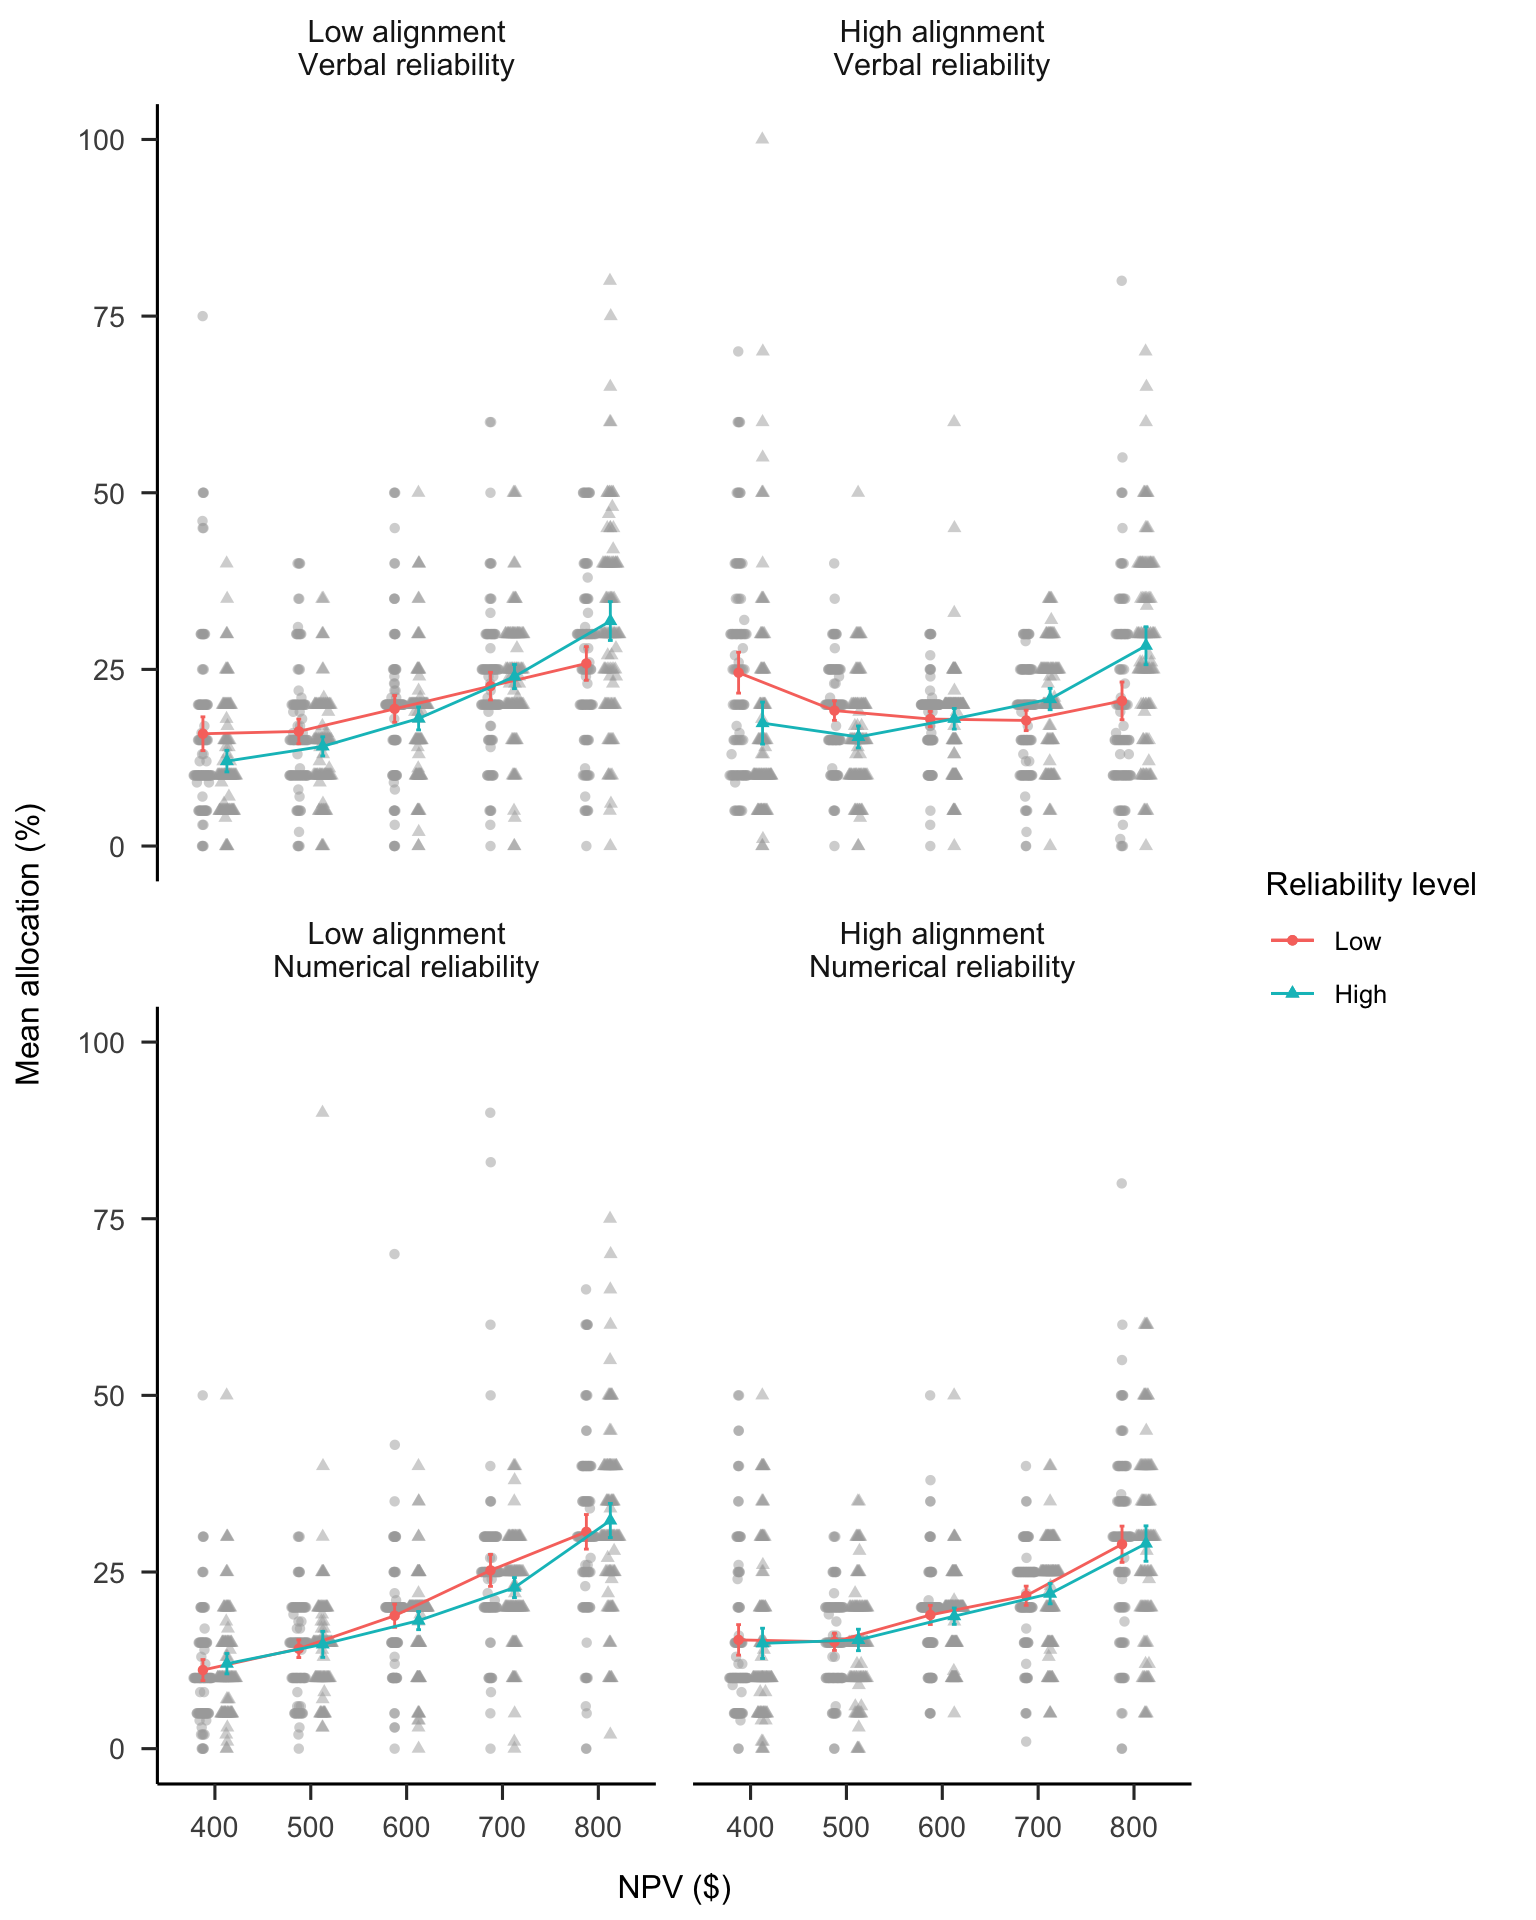 Low alignment
Verbal reliability
High alignment
Verbal reliability
100
75
50
25
0
Mean allocation (%)
Reliability level
Low
High
Low alignment
Numerical reliability
High alignment
Numerical reliability
100
75
50
25
0
400 500 600 700 800
400 500 600 700 800
NPV ($)